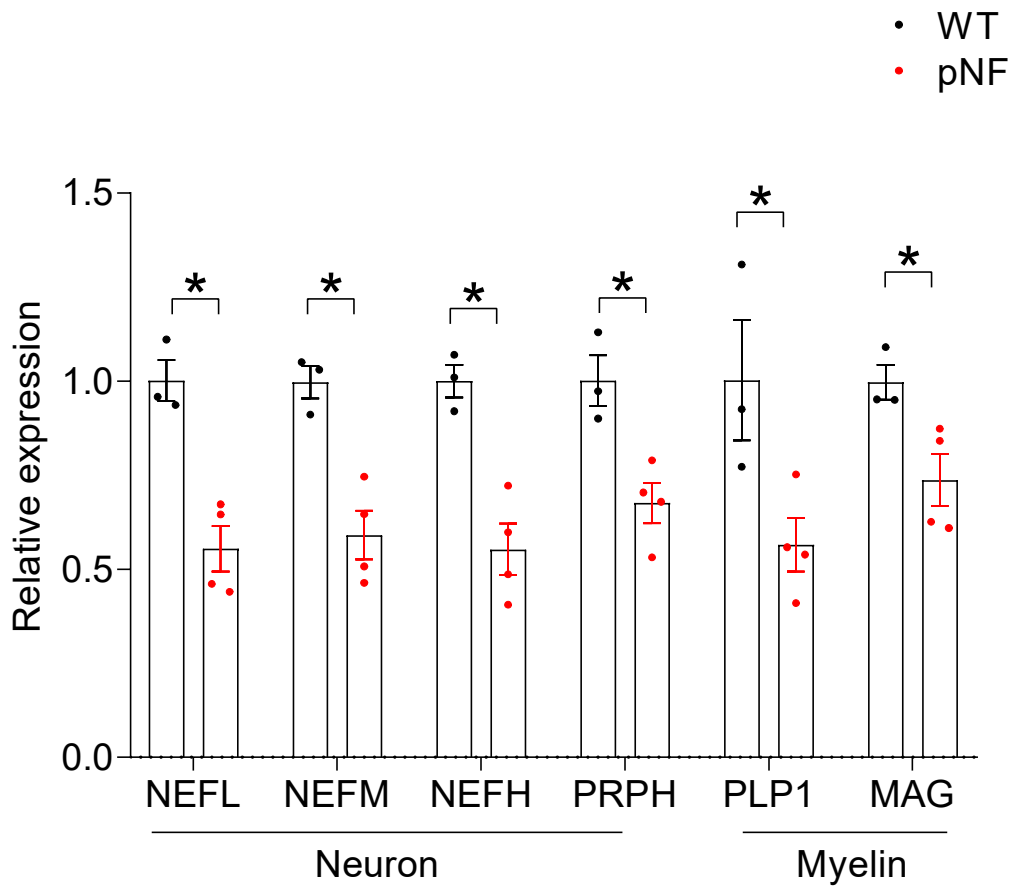 WT
pNF
1.5
*
*
*
*
*
*
1.0
0.5
0.0
Relative expression
NEFL NEFM NEFH PRPH PLP1 MAG
Neuron Myelin